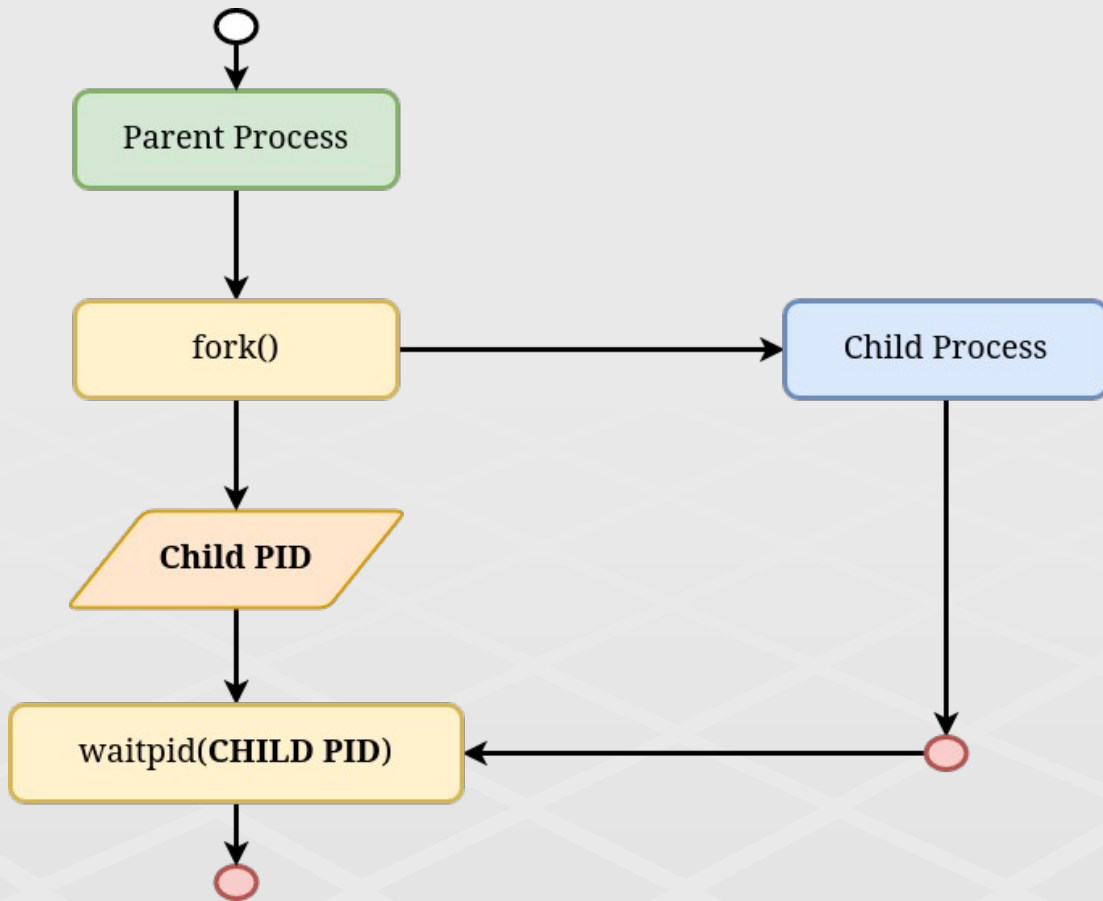 Parent Process
fork()
Child Process
Child PID
waitpid(CHILD PID)